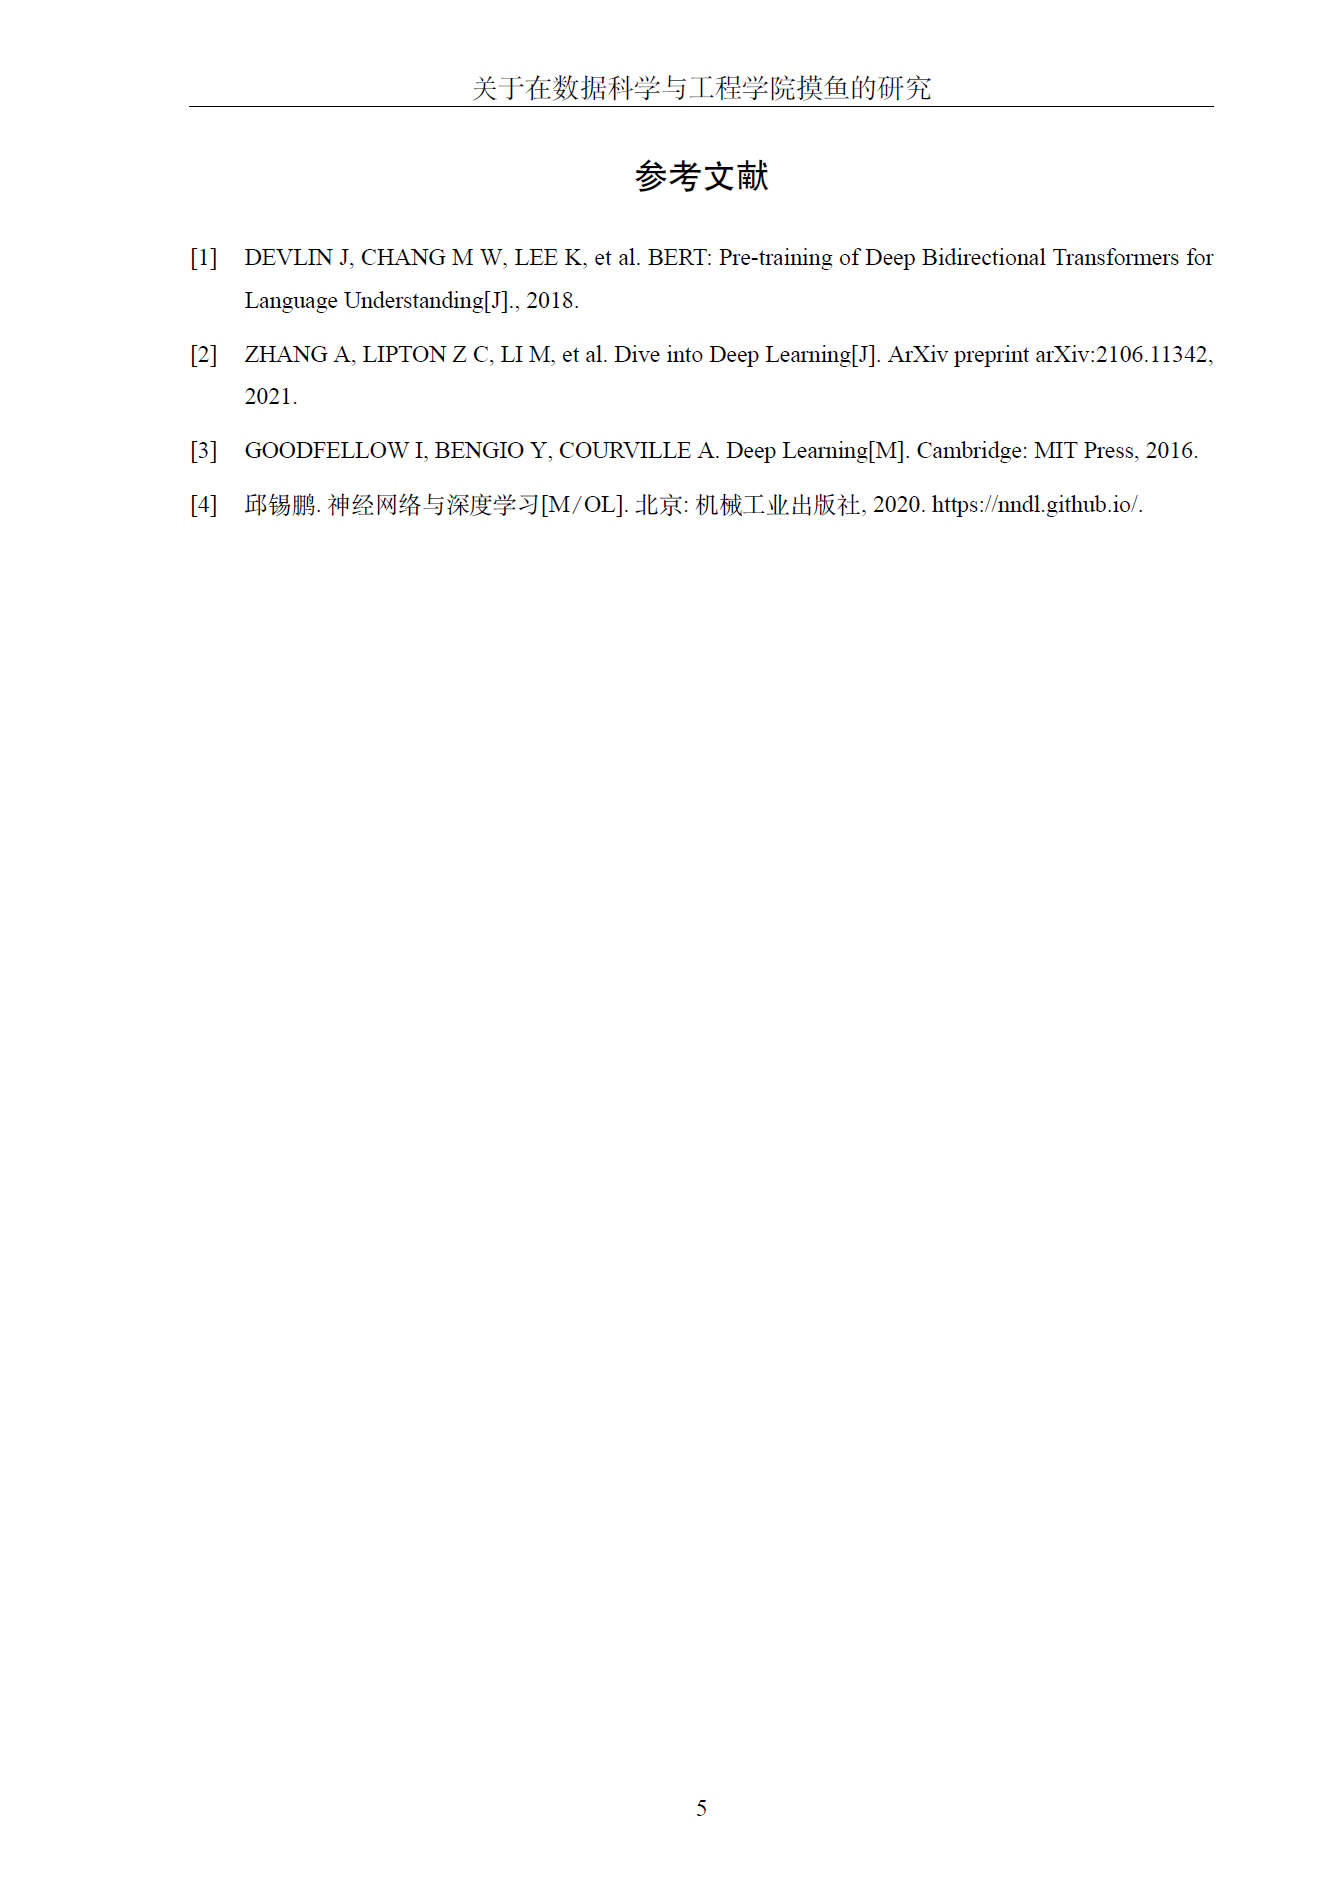 关于在数据科学与工程学院摸鱼的研究
参考文献
[1] DEVLIN J, CHANG M W, LEE K, et al. BERT: Pre-training of Deep Bidirectional Transformers for
Language Understanding[J]., 2018.
[2] ZHANG A, LIPTON Z C, LI M, et al. Dive into Deep Learning[J]. ArXiv preprint arXiv:2106.11342,
2021.
[3] GOODFELLOW I, BENGIO Y, COURVILLE A. Deep Learning[M]. Cambridge: MIT Press, 2016.
[4] 邱锡鹏. 神经网络与深度学习[M/OL]. 北京: 机械工业出版社, 2020. https://nndl.github.io/.
5